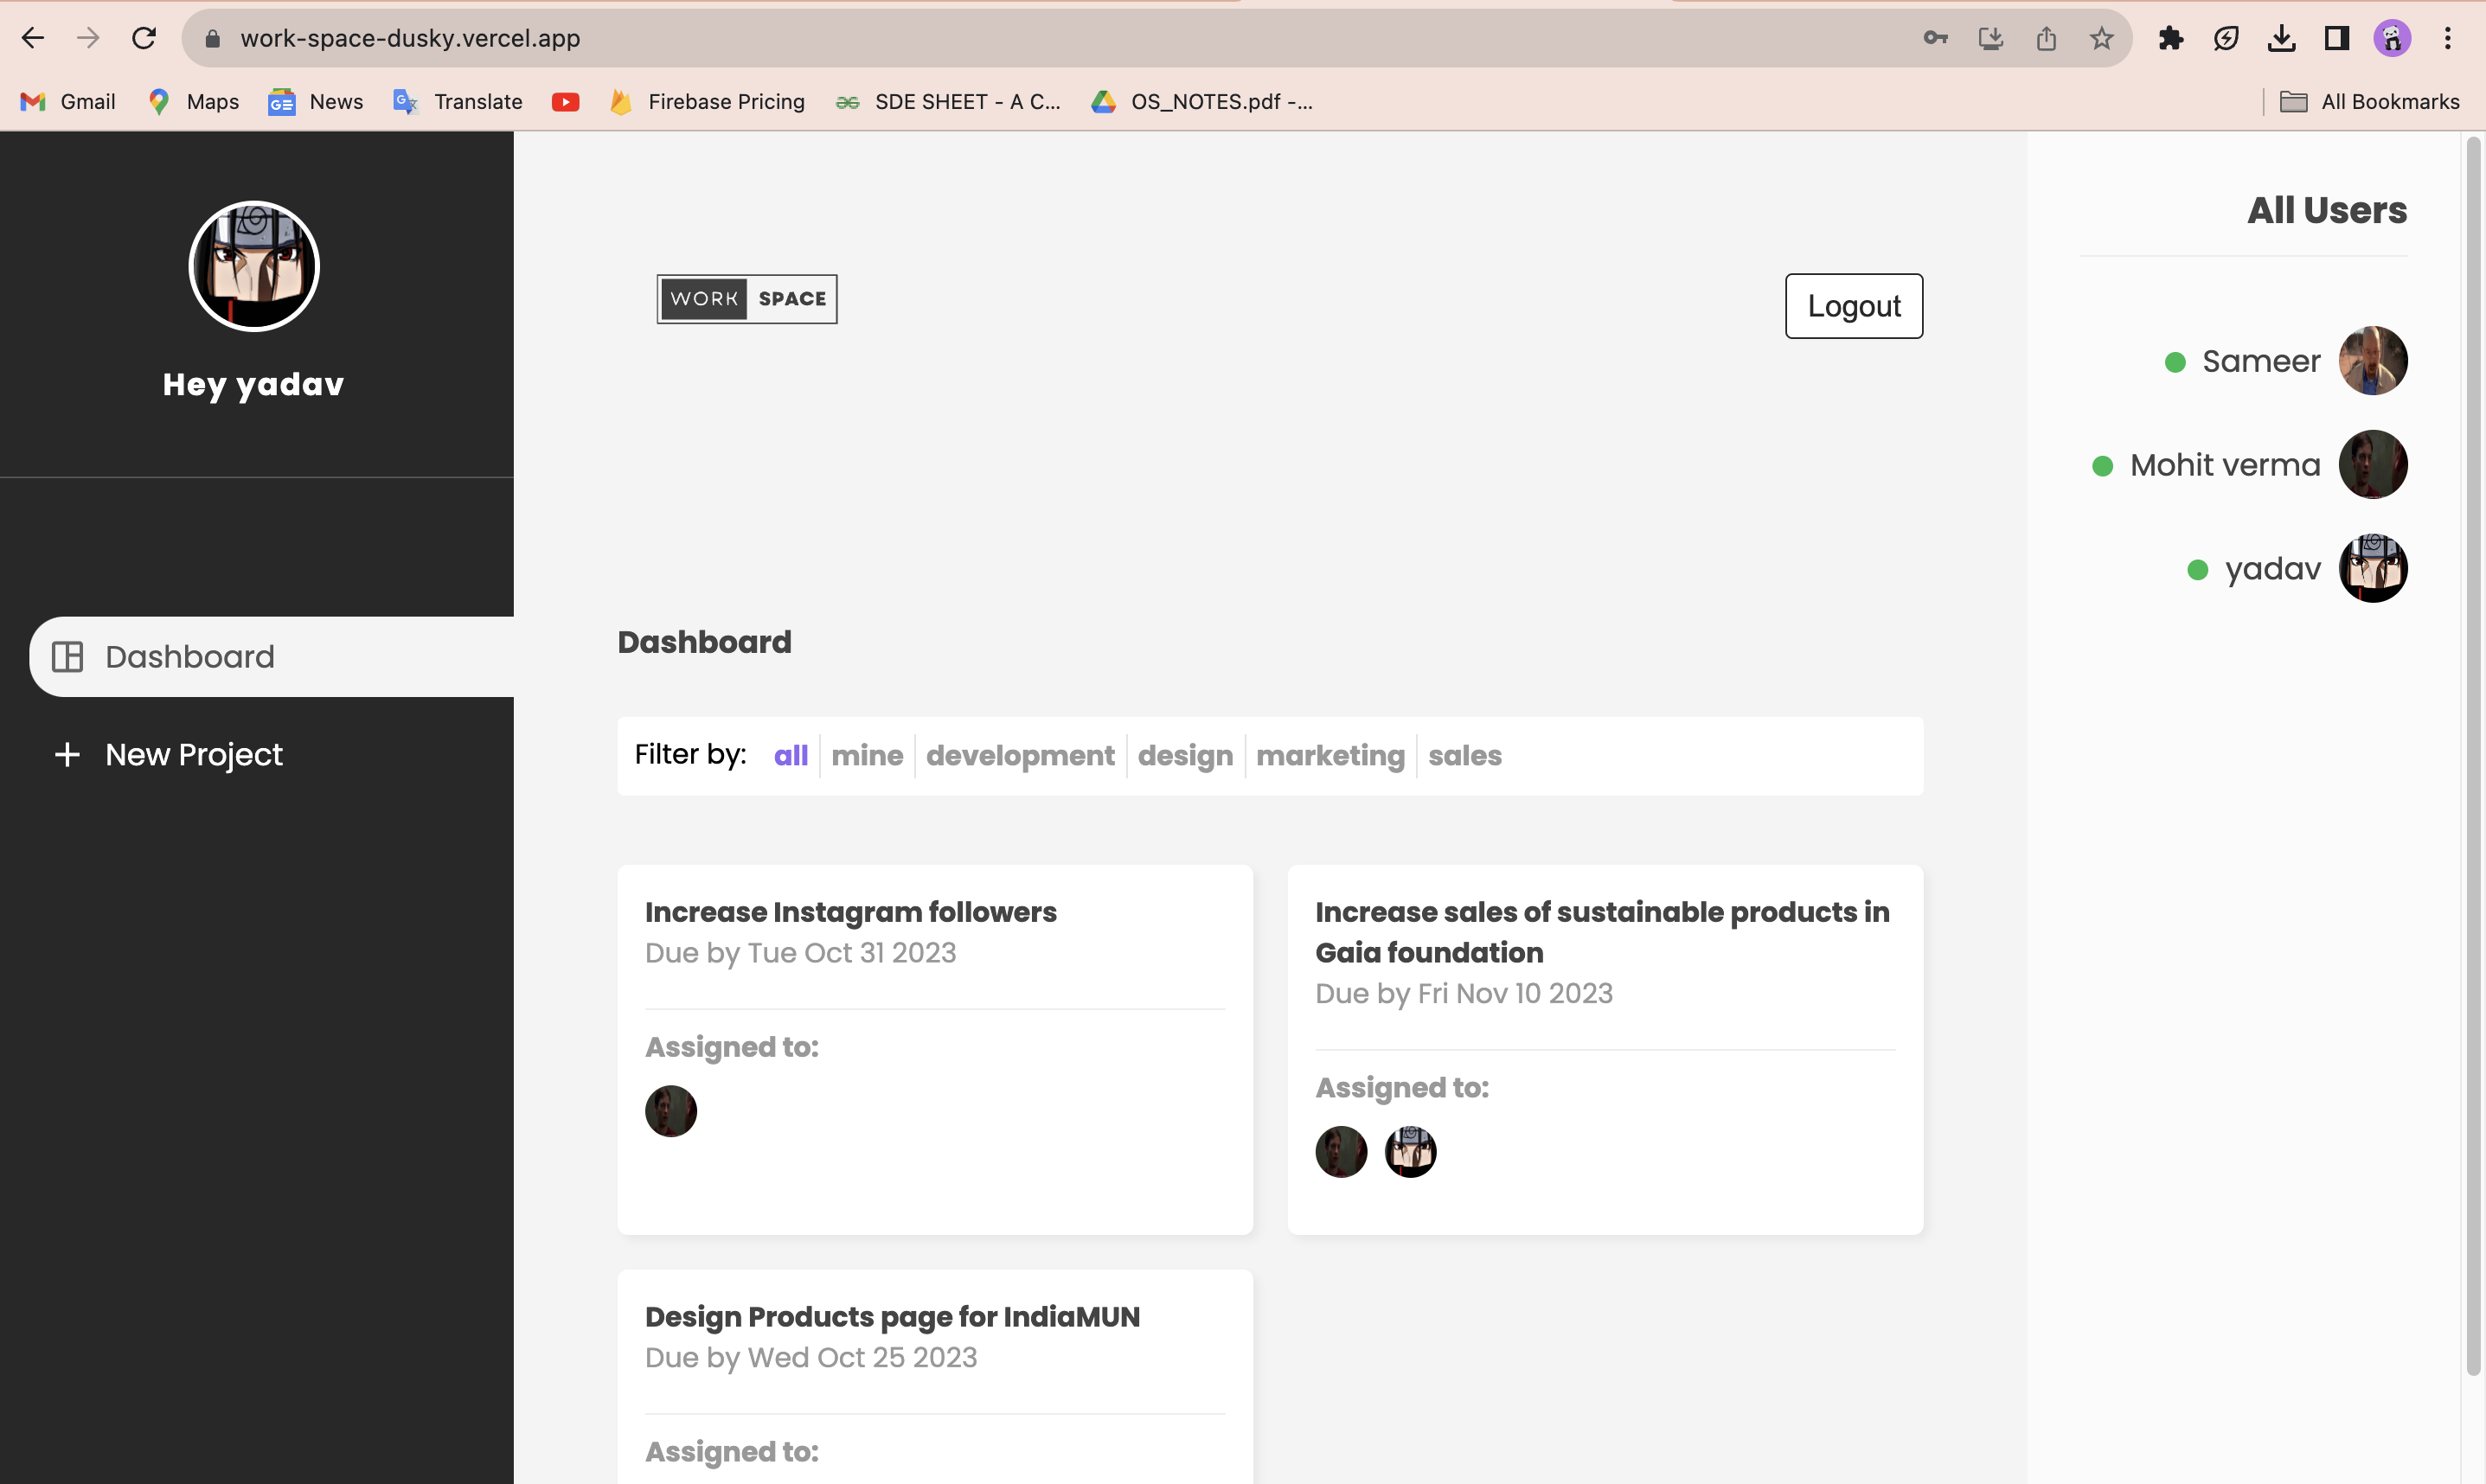 work-space-dusky.vercel.app
Gmail
Maps
News
Translate
Firebase Pricing
SDE SHEET - A C...
OS_NOTES.pdf -...
All Bookmarks
Hey yadav
Dashboard
New Project
WORK SPACE
Logout
Dashboard
Filter by: all mine development design marketing sales
Increase Instagram followers
Due by Tue Oct 31 2023
Assigned to:
Increase sales of sustainable products in
Gaia foundation
Due by Fri Nov 10 2023
Assigned to:
Design Products page for IndiaMUN
Due by Wed Oct 25 2023
Assigned to:
All Users
Sameer
Mohit verma
yadav